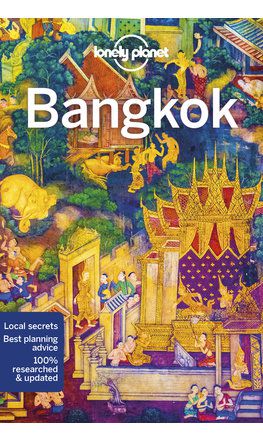 lonely planet
Bangkok
Local secrets
Best planning
advice
100%
researched
& updated